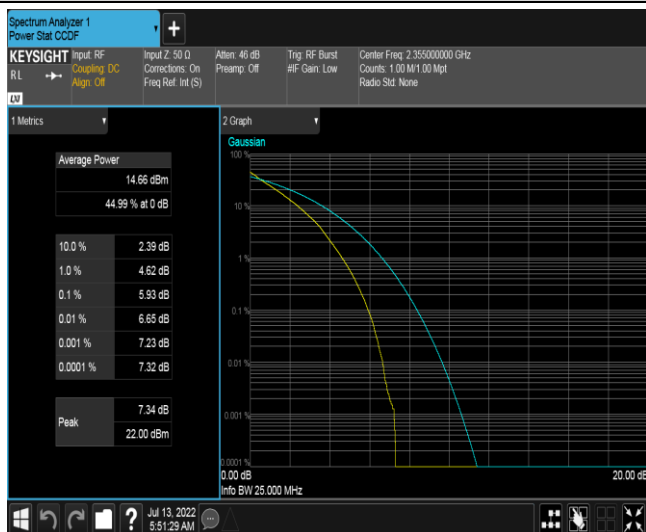 Spectrum Analyzer 1
Power Stat CCDF
+
KEYSIGHT
RL
Input: RF
Coupling: DC
Align: Off
Input Z: 50 Ω
Corrections: On
Freq Ref: Int (S)
Atten: 46 dB
Preamp: Off
Trig: RF Burst
#IF Gain: Low
Center Freq: 2.355000000 GHz
Counts: 1.00 M/1.00 Mpt
Radio Std: None
LXI
1 Metrics
Average Power
14.66 dBm
44.99 % at 0 dB
10.0 % 2.39 dB
1.0 % 4.62 dB
0.1 % 5.93 dB
0.01 % 6.65 dB
0.001 % 7.23 dB
0.0001 % 7.32 dB
Peak
7.34 dB
22.00 dBm
2 Graph
Gaussian
100 %
10 %
1 %
0.1 %
0.01 %
0.001 %
0.0001 %
0.00 dB
20.00 dB
Info BW 25.000 MHz
?
Jul 13, 2022
5:51:29 AM